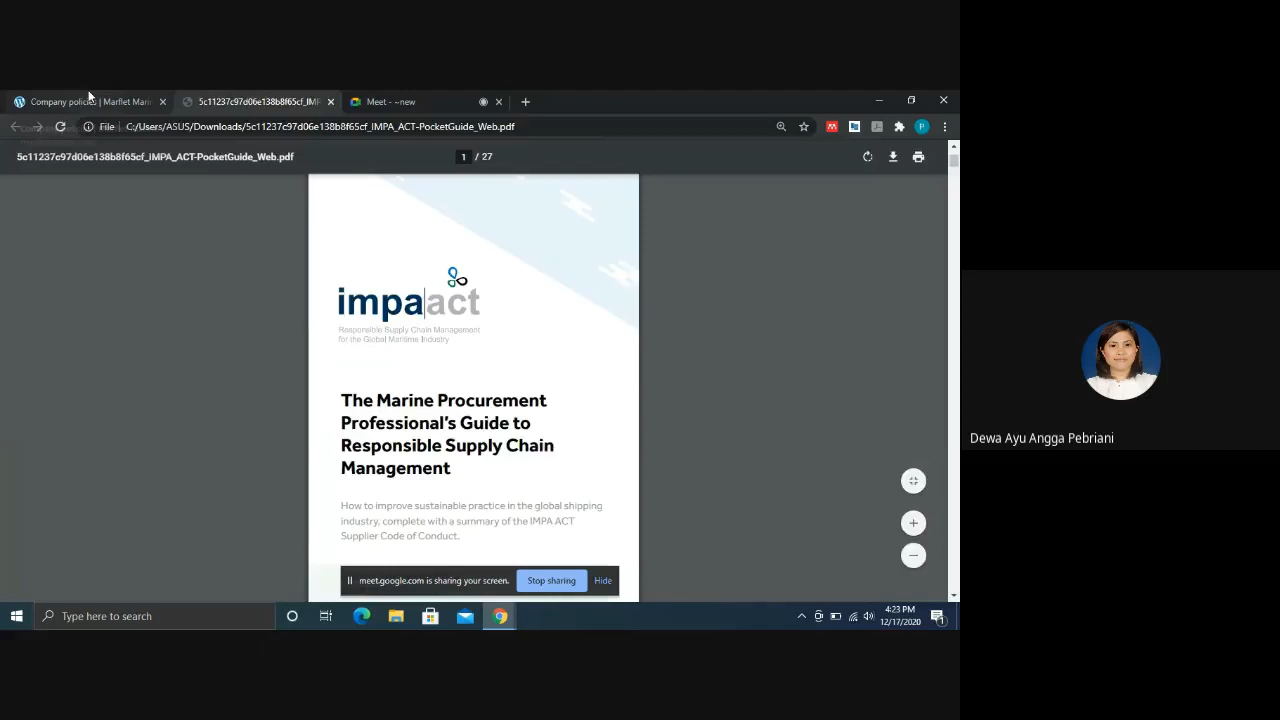 Company policies | Marflet Mari
5c11237c97d06e138b8f65cf_IMP
Meet - ~new
File
C:/Users/ASUS/Downloads/5c11237c97d06e138b8f65cf_IMPA_ACT-PocketGuide_Web.pdf
P
5c11237c97d06e138b8f65cf_IMPA_ACT-PocketGuide_Web.pdf
1 / 27
impa|act
Responsible Supply Chain Management
for the Global Maritime Industry
The Marine Procurement
Professional's Guide to
Responsible Supply Chain
Management
How to improve sustainable practice in the global shipping
industry, complete with a summary of the IMPA ACT
Supplier Code of Conduct.
meet.google.com is sharing your screen.
Stop sharing
Hide
Dewa Ayu Angga Pebriani
Type here to search
4:23 PM
12/17/2020
1